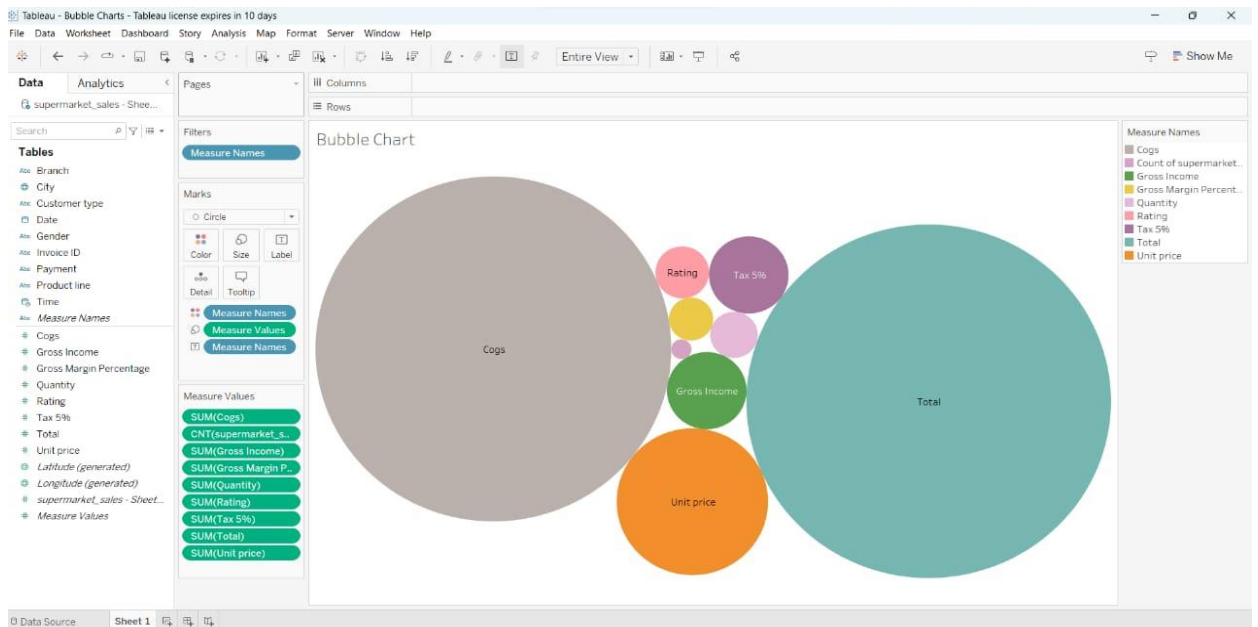 Tableau - Bubble Charts - Tableau license expires in 10 days
File Data Worksheet Dashboard Story Analysis Map Format Server Window Help
Entire View
Show Me
Data Analytics
supermarket_sales - Shee...
Search
Tables
Abc Branch
City
Abc Customer type
Date
Abc Gender
Abc Invoice ID
Abc Payment
Abc Product line
Time
Abc Measure Names
# Cogs
# Gross Income
# Gross Margin Percentage
# Quantity
# Rating
# Tax 5%
# Total
# Unit price
Latitude (generated)
Longitude (generated)
# supermarket_sales - Sheet...
# Measure Values
Pages
Filters
Measure Names
Marks
Circle
Color Size Label
Detail Tooltip
Measure Names
Measure Values
Measure Names
Measure Values
SUM(Cogs)
CNT(supermarket_s..
SUM(Gross Income)
SUM(Gross Margin P..
SUM(Quantity)
SUM(Rating)
SUM(Tax 5%)
SUM(Total)
SUM(Unit price)
Columns
Rows
Bubble Chart
Cogs
Rating
Tax 5%
Gross Income
Unit price
Total
Measure Names
Cogs
Count of supermarket..
Gross Income
Gross Margin Percent..
Quantity
Rating
Tax 5%
Total
Unit price
Data Source Sheet 1